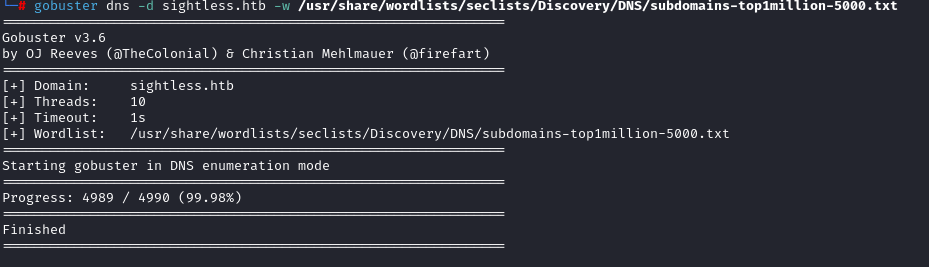 └─# gobuster dns -d sightless.htb -w /usr/share/wordlists/seclists/Discovery/DNS/subdomains-top1million-5000.txt
===============================================================
Gobuster v3.6
by OJ Reeves (@TheColonial) & Christian Mehlmauer (@firefart)
===============================================================
[+] Domain:     sightless.htb
[+] Threads:    10
[+] Timeout:    1s
[+] Wordlist:   /usr/share/wordlists/seclists/Discovery/DNS/subdomains-top1million-5000.txt
===============================================================
Starting gobuster in DNS enumeration mode
===============================================================
Progress: 4989 / 4990 (99.98%)
===============================================================
Finished
===============================================================